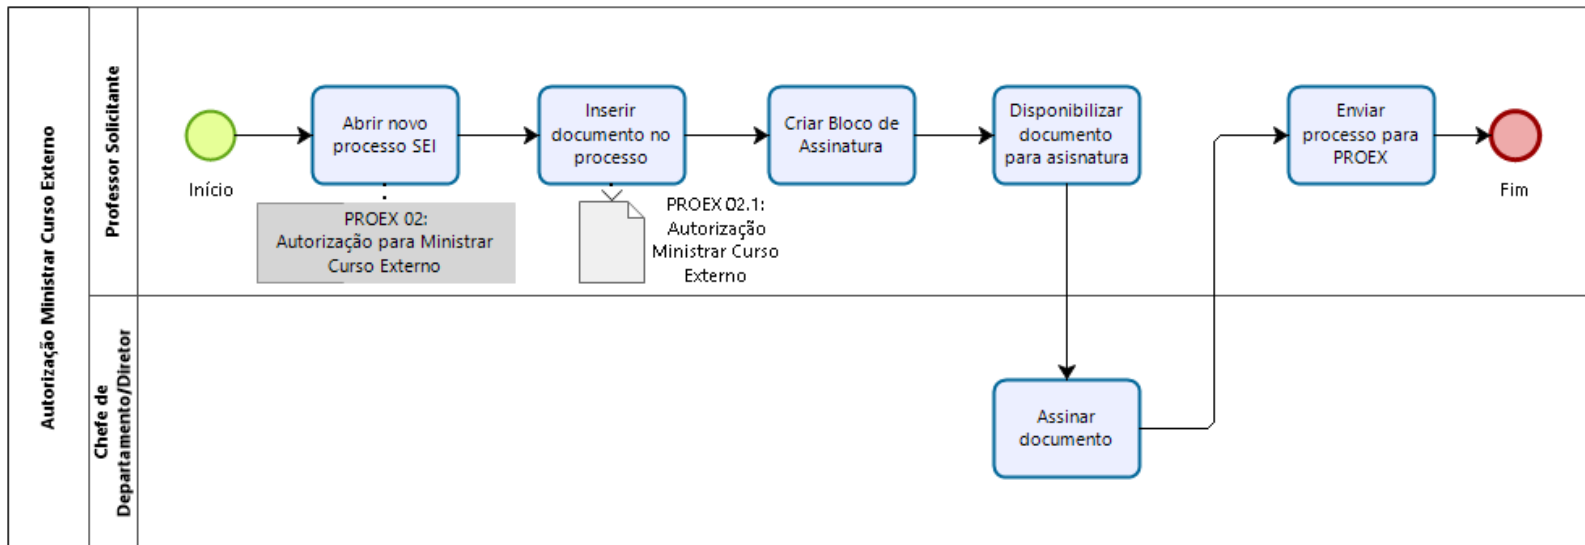 Autorização Ministrar Curso Externo
Professor Solicitante
Início
Abrir novo
processo SEI
PROEX 02:
Autorização para Ministrar
Curso Externo
Inserir
documento no
processo
PROEX 02.1:
Autorização
Ministrar Curso
Externo
Criar Bloco de
Assinatura
Disponibilizar
documento
para asisnatura
Enviar
processo para
PROEX
Fim
Chefe de
Departamento/Diretor
Assinar
documento